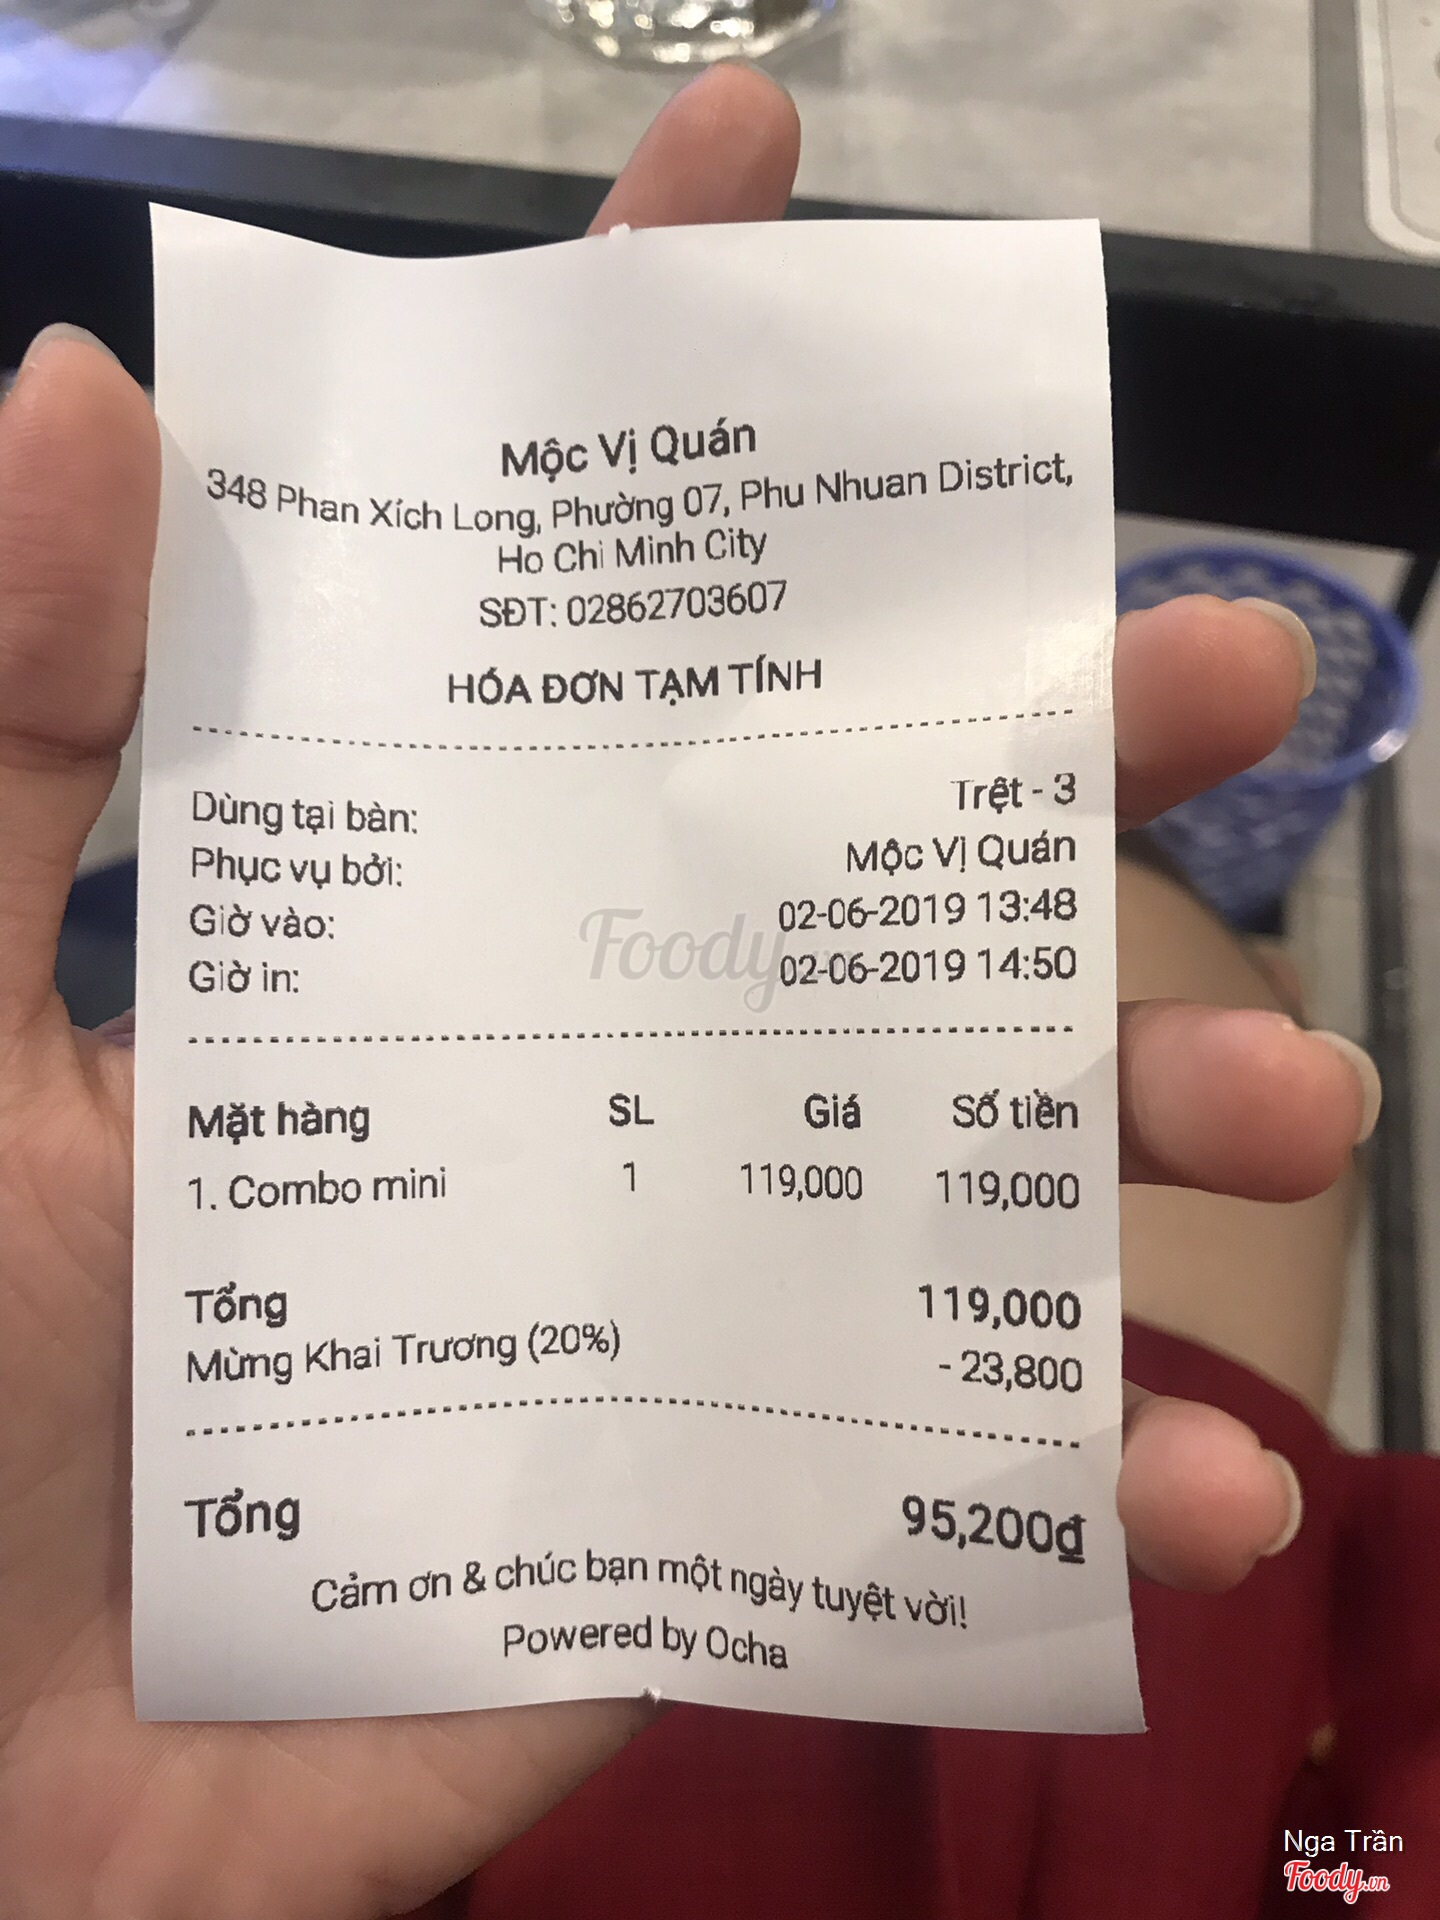 Mộc Vị Quán
348 Phan Xích Long, Phường 07, Phu Nhuan District,
Ho Chi Minh City
SĐT: 02862703607
HÓA ĐƠN TẠM TÍNH
Dùng tại bàn: Trệt - 3
Phục vụ bởi: Mộc Vị Quán
Giờ vào: 02-06-2019 13:48
Giờ in: 02-06-2019 14:50
Foody.vn
Mặt hàng SL Giá Số tiền
1. Combo mini 1 119,000 119,000
Tổng 119,000
Mừng Khai Trương (20%) - 23,800
Tổng 95,200đ
Cảm ơn & chúc bạn một ngày tuyệt vời!
Powered by Ocha
Nga Trần
Foody.vn